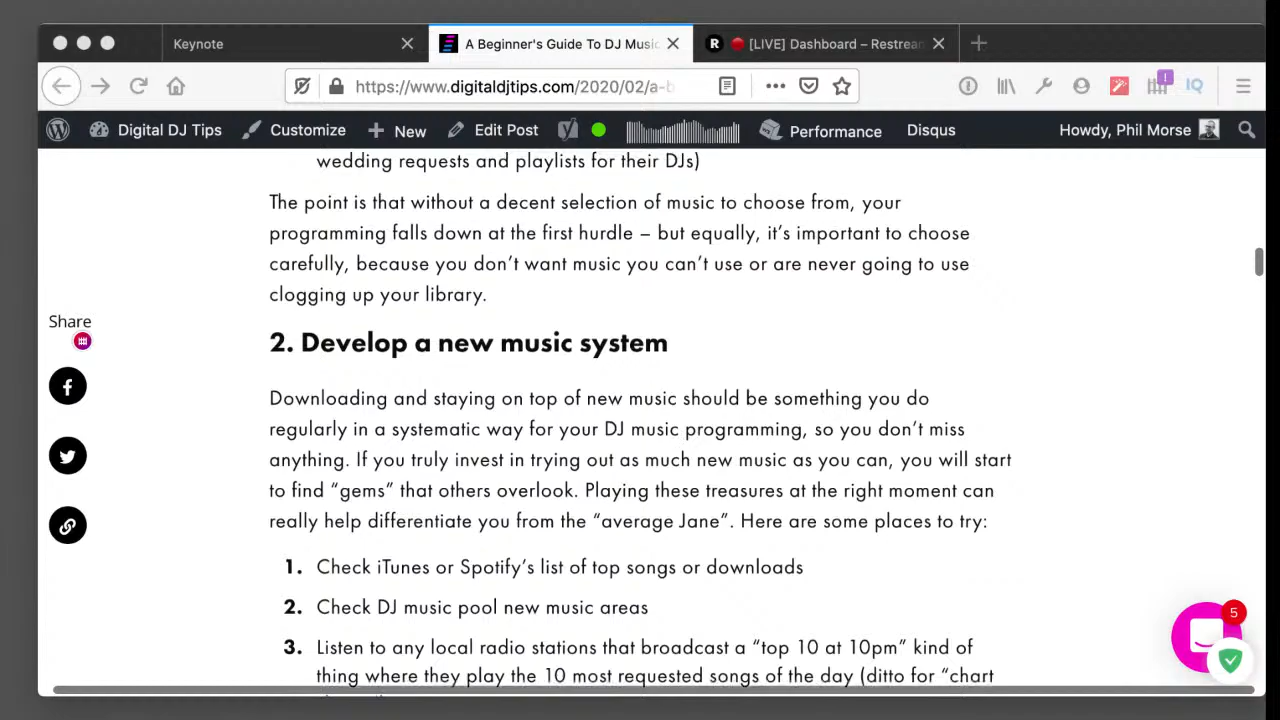 Keynote
A Beginner's Guide To DJ Music
[LIVE] Dashboard – Restream
https://www.digitaldjtips.com/2020/02/a-b
IQ
Digital DJ Tips
Customize
New
Edit Post
Performance
Disqus
Howdy, Phil Morse
wedding requests and playlists for their DJs)
The point is that without a decent selection of music to choose from, your
programming falls down at the first hurdle – but equally, it's important to choose
carefully, because you don't want music you can't use or are never going to use
clogging up your library.
Share
2. Develop a new music system
Downloading and staying on top of new music should be something you do
regularly in a systematic way for your DJ music programming, so you don't miss
anything. If you truly invest in trying out as much new music as you can, you will start
to find “gems” that others overlook. Playing these treasures at the right moment can
really help differentiate you from the “average Jane”. Here are some places to try:
1. Check iTunes or Spotify's list of top songs or downloads
2. Check DJ music pool new music areas
3. Listen to any local radio stations that broadcast a “top 10 at 10pm” kind of
thing where they play the 10 most requested songs of the day (ditto for “chart
5